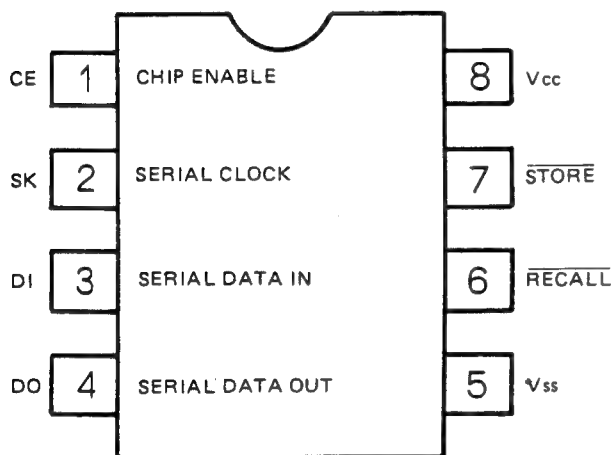 CE 1 CHIP ENABLE 8 Vcc
SK 2 SERIAL CLOCK 7 STORE
DI 3 SERIAL DATA IN 6 RECALL
DO 4 SERIAL DATA OUT 5 Vss